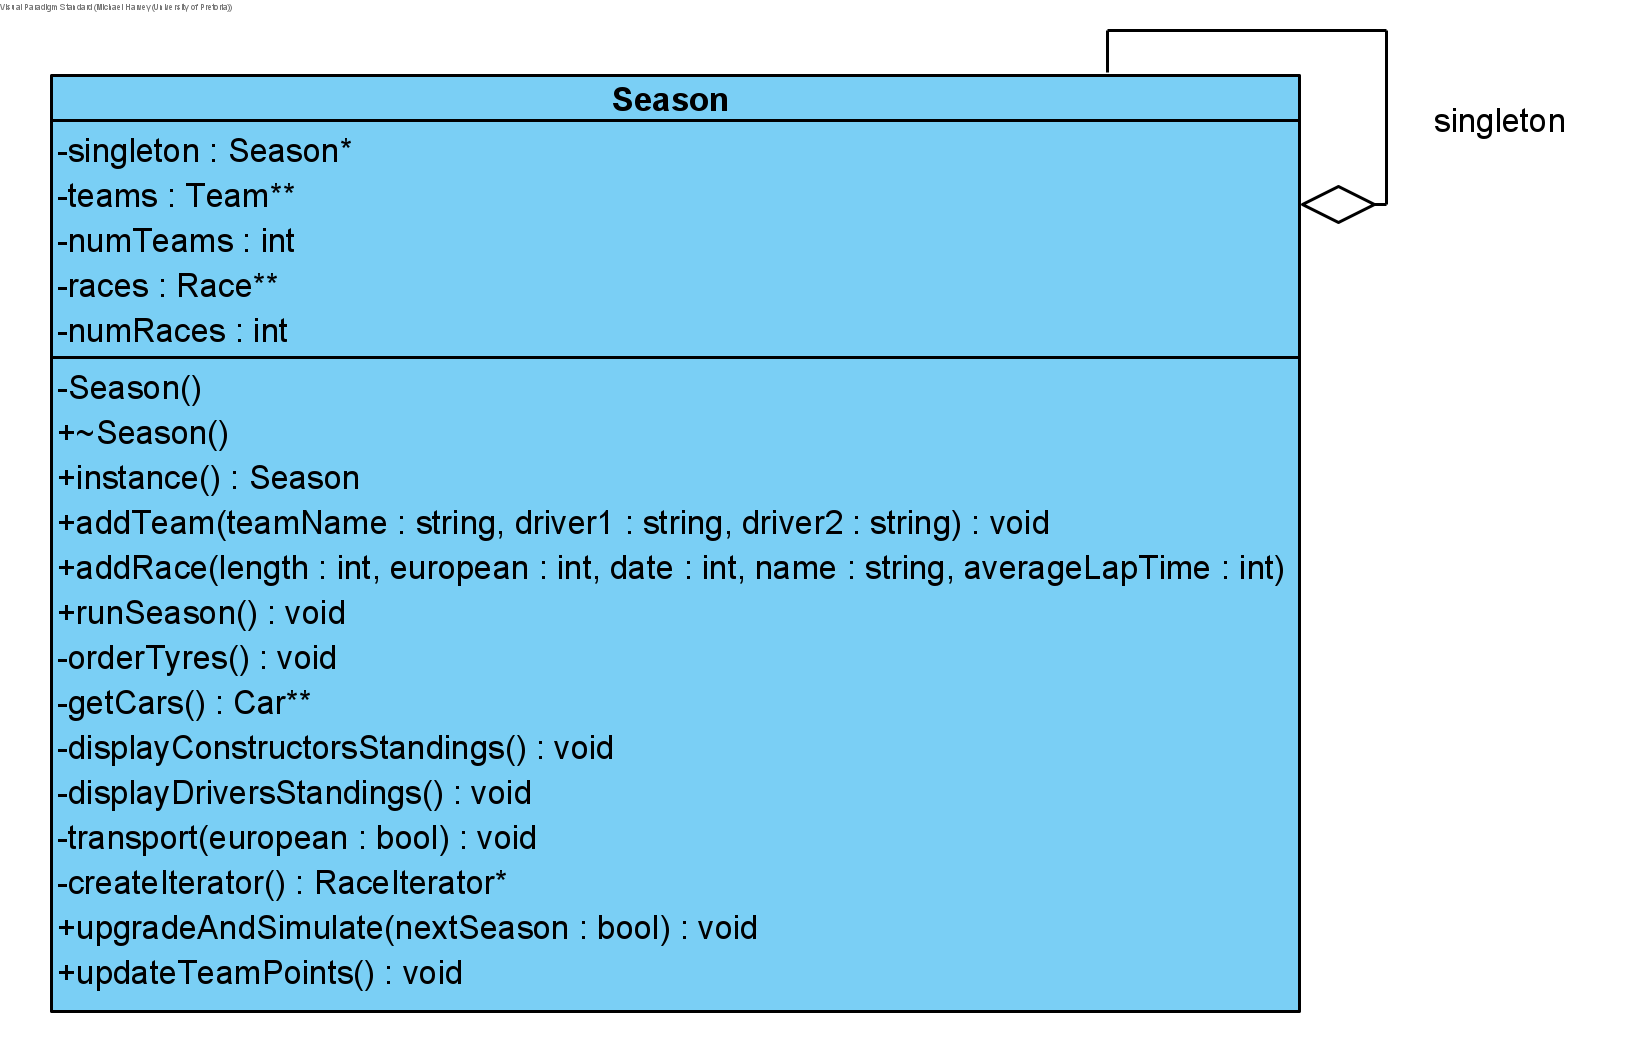 Visual Paradigm Standard (Michael Harvey (University of Pretoria))
Season
singleton
-singleton : Season*
-teams : Team**
-numTeams : int
-races : Race**
-numRaces : int
-Season()
+~Season()
+instance() : Season
+addTeam(teamName : string, driver1 : string, driver2 : string) : void
+addRace(length : int, european : int, date : int, name : string, averageLapTime : int)
+runSeason() : void
-orderTyres() : void
-getCars() : Car**
-displayConstructorsStandings() : void
-displayDriversStandings() : void
-transport(european : bool) : void
-createIterator() : RaceIterator*
+upgradeAndSimulate(nextSeason : bool) : void
+updateTeamPoints() : void